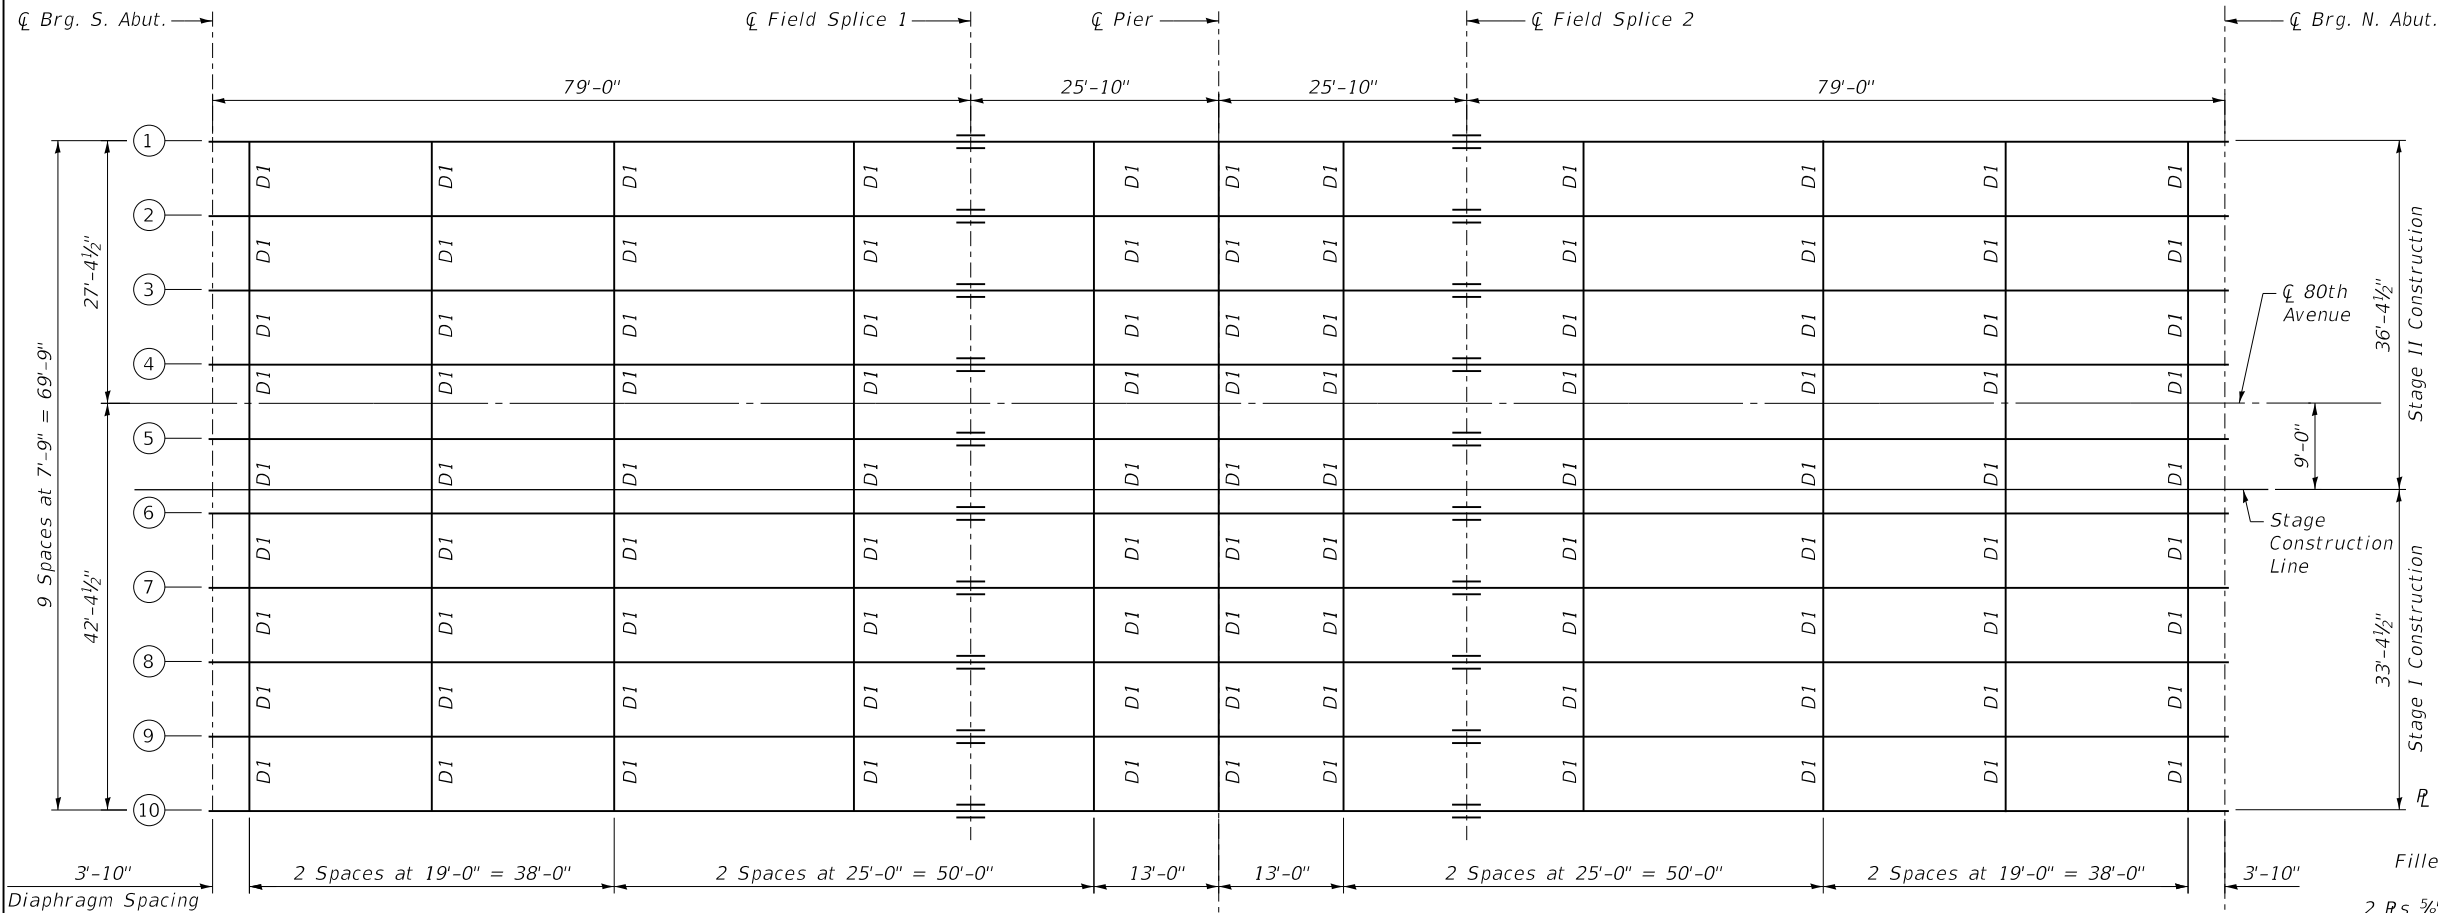 ℄ Brg. S. Abut.
℄ Field Splice 1
℄ Pier
℄ Field Splice 2
℄ Brg. N. Abut.
79'-0"
25'-10"
25'-10"
79'-0"
1
2
3
4
5
6
7
8
9
10
9 Spaces at 7'-9" = 69'-9"
27'-4½"
42'-4½"
D1 D1 D1 D1 D1 D1 D1 D1 D1 D1 D1
D1 D1 D1 D1 D1 D1 D1 D1 D1 D1 D1
D1 D1 D1 D1 D1 D1 D1 D1 D1 D1 D1
D1 D1 D1 D1 D1 D1 D1 D1 D1 D1 D1
D1 D1 D1 D1 D1 D1 D1 D1 D1 D1 D1
D1 D1 D1 D1 D1 D1 D1 D1 D1 D1 D1
D1 D1 D1 D1 D1 D1 D1 D1 D1 D1 D1
D1 D1 D1 D1 D1 D1 D1 D1 D1 D1 D1
D1 D1 D1 D1 D1 D1 D1 D1 D1 D1 D1
℄ 80th
Avenue
36'-4½"
Stage II Construction
9'-0"
Stage
Construction
Line
33'-4½"
Stage I Construction
℄
3'-10"
Diaphragm Spacing
2 Spaces at 19'-0" = 38'-0"
2 Spaces at 25'-0" = 50'-0"
13'-0"
13'-0"
2 Spaces at 25'-0" = 50'-0"
2 Spaces at 19'-0" = 38'-0"
3'-10"
Fille